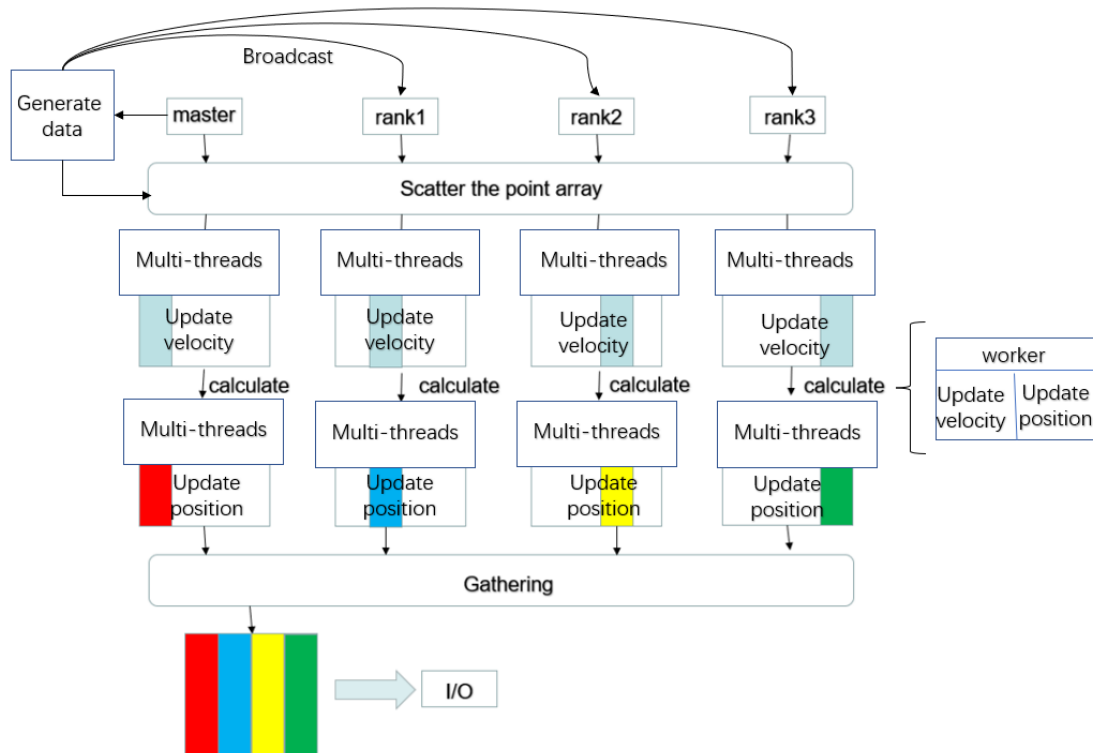 Broadcast
Generate
data
master
rank1
rank2
rank3
Scatter the point array
Multi-threads
Multi-threads
Multi-threads
Multi-threads
Update
velocity
Update
velocity
Update
velocity
Update
velocity
calculate
calculate
calculate
calculate
worker
Update
velocity
Update
position
Multi-threads
Multi-threads
Multi-threads
Multi-threads
Update
position
Update
position
Update
position
Update
position
Gathering
I/O